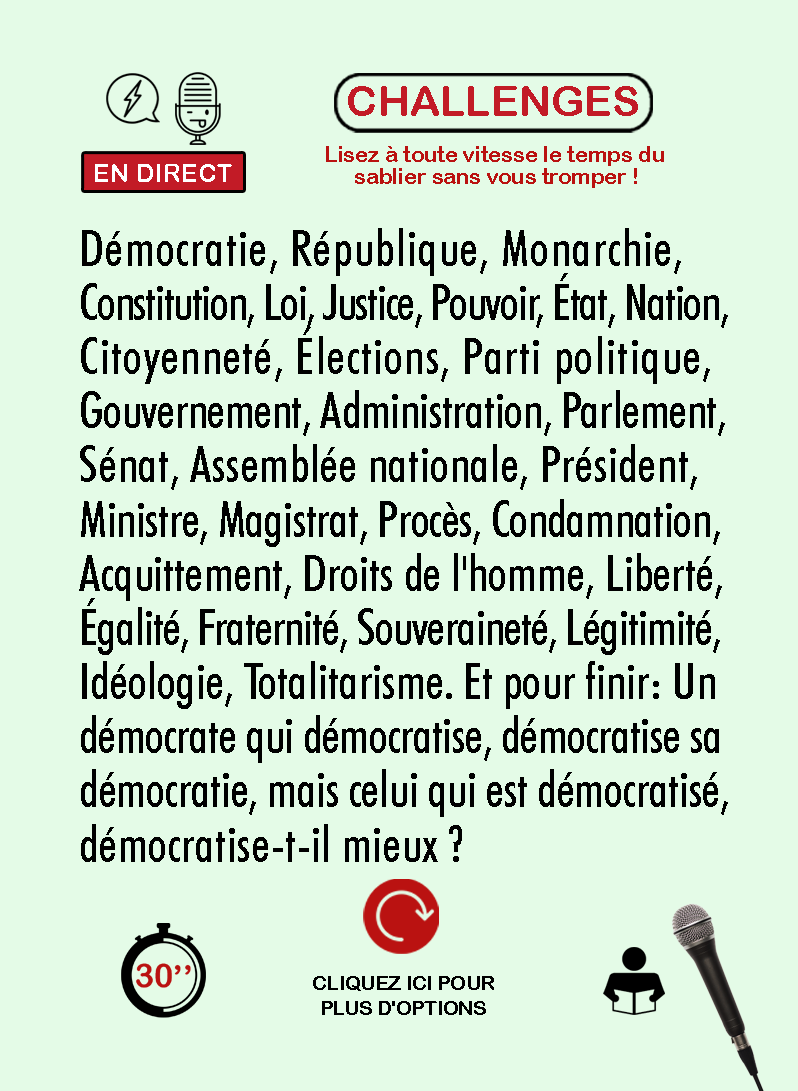 EN DIRECT
CHALLENGES
Lisez à toute vitesse le temps du
sablier sans vous tromper !
Démocratie, République, Monarchie,
Constitution, Loi, Justice, Pouvoir, État, Nation,
Citoyenneté, Élections, Parti politique,
Gouvernement, Administration, Parlement,
Sénat, Assemblée nationale, Président,
Ministre, Magistrat, Procès, Condamnation,
Acquittement, Droits de l'homme, Liberté,
Égalité, Fraternité, Souveraineté, Légitimité,
Idéologie, Totalitarisme. Et pour finir: Un
démocrate qui démocratise, démocratise sa
démocratie, mais celui qui est démocratisé,
démocratise-t-il mieux ?
30’’
CLIQUEZ ICI POUR
PLUS D'OPTIONS